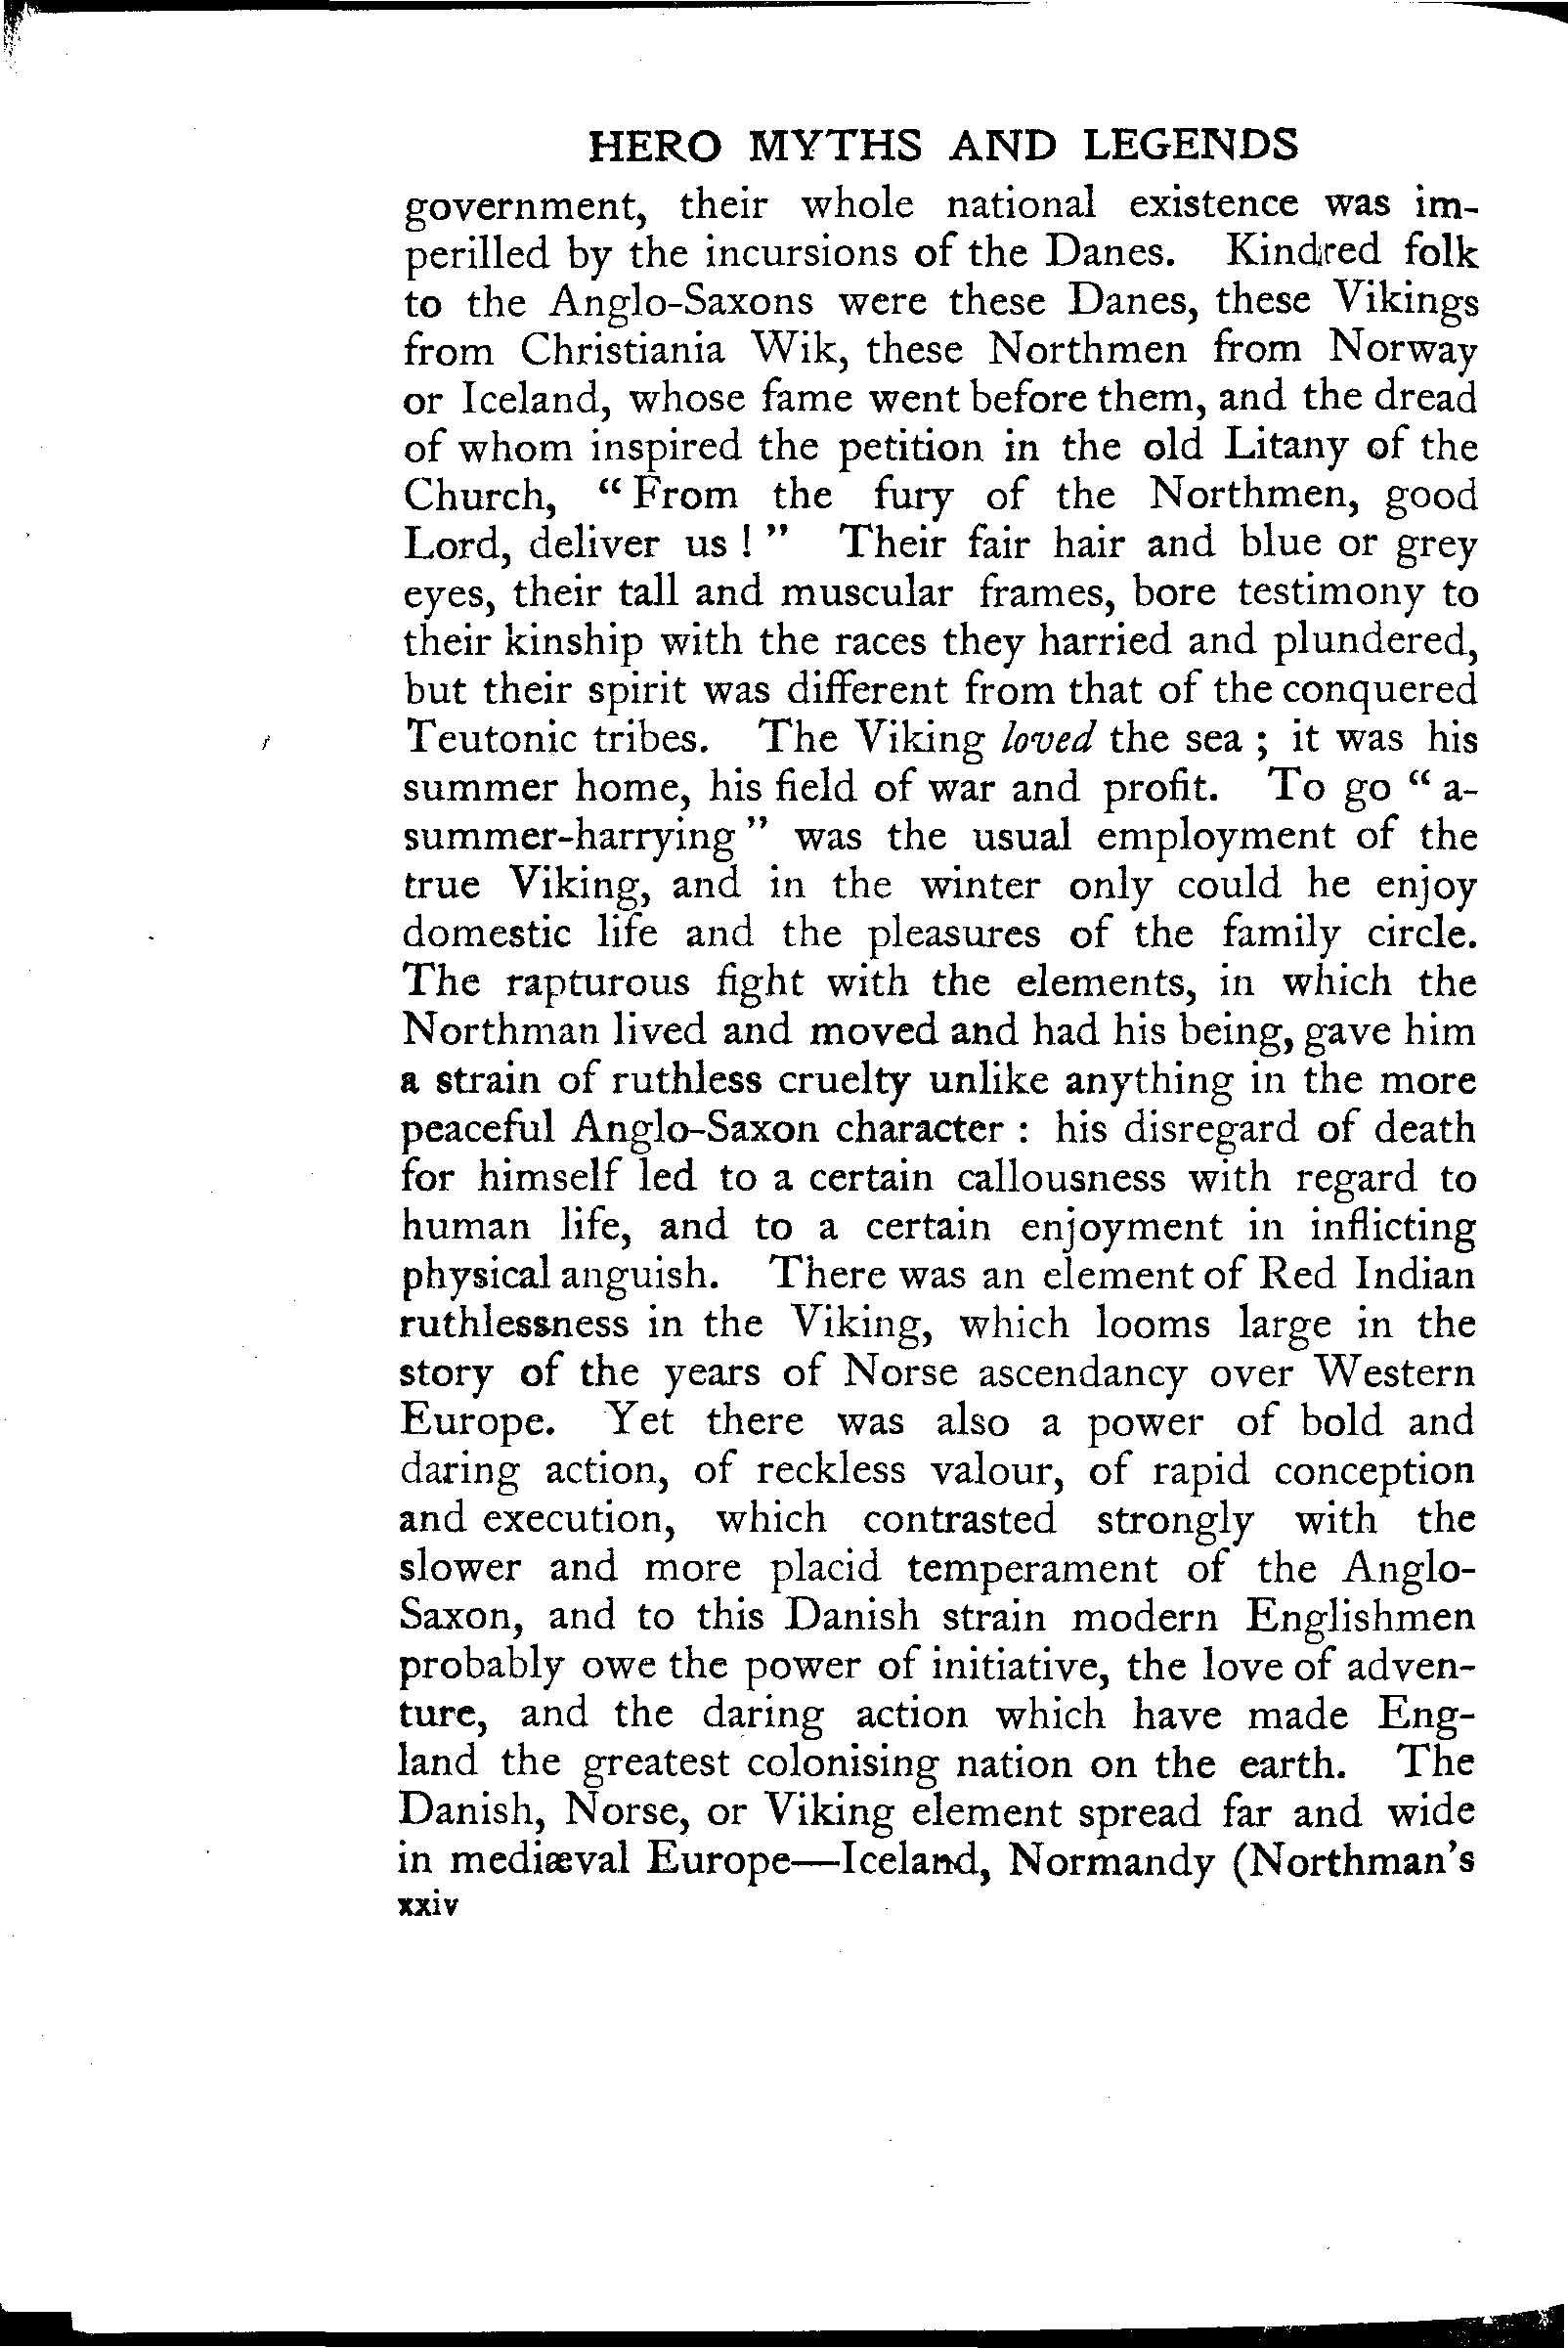 HERO MYTHS AND LEGENDS
government, their whole national existence was im-
perilled by the incursions of the Danes. Kindred folk
to the Anglo-Saxons were these Danes, these Vikings
from Christiania Wik, these Northmen from Norway
or Iceland, whose fame went before them, and the dread
of whom inspired the petition in the old Litany of the
Church, “From the fury of the Northmen, good
Lord, deliver us ! ” Their fair hair and blue or grey
eyes, their tall and muscular frames, bore testimony to
their kinship with the races they harried and plundered,
but their spirit was different from that of the conquered
Teutonic tribes. The Viking loved the sea ; it was his
summer home, his field of war and profit. To go “ a-
summer-harrying ” was the usual employment of the
true Viking, and in the winter only could he enjoy
domestic life and the pleasures of the family circle.
The rapturous fight with the elements, in which the
Northman lived and moved and had his being, gave him
a strain of ruthless cruelty unlike anything in the more
peaceful Anglo-Saxon character : his disregard of death
for himself led to a certain callousness with regard to
human life, and to a certain enjoyment in inflicting
physical anguish. There was an element of Red Indian
ruthlessness in the Viking, which looms large in the
story of the years of Norse ascendancy over Western
Europe. Yet there was also a power of bold and
daring action, of reckless valour, of rapid conception
and execution, which contrasted strongly with the
slower and more placid temperament of the Anglo-
Saxon, and to this Danish strain modern Englishmen
probably owe the power of initiative, the love of adven-
ture, and the daring action which have made Eng-
land the greatest colonising nation on the earth. The
Danish, Norse, or Viking element spread far and wide
in mediæval Europe—Iceland, Normandy (Northman's
xxiv